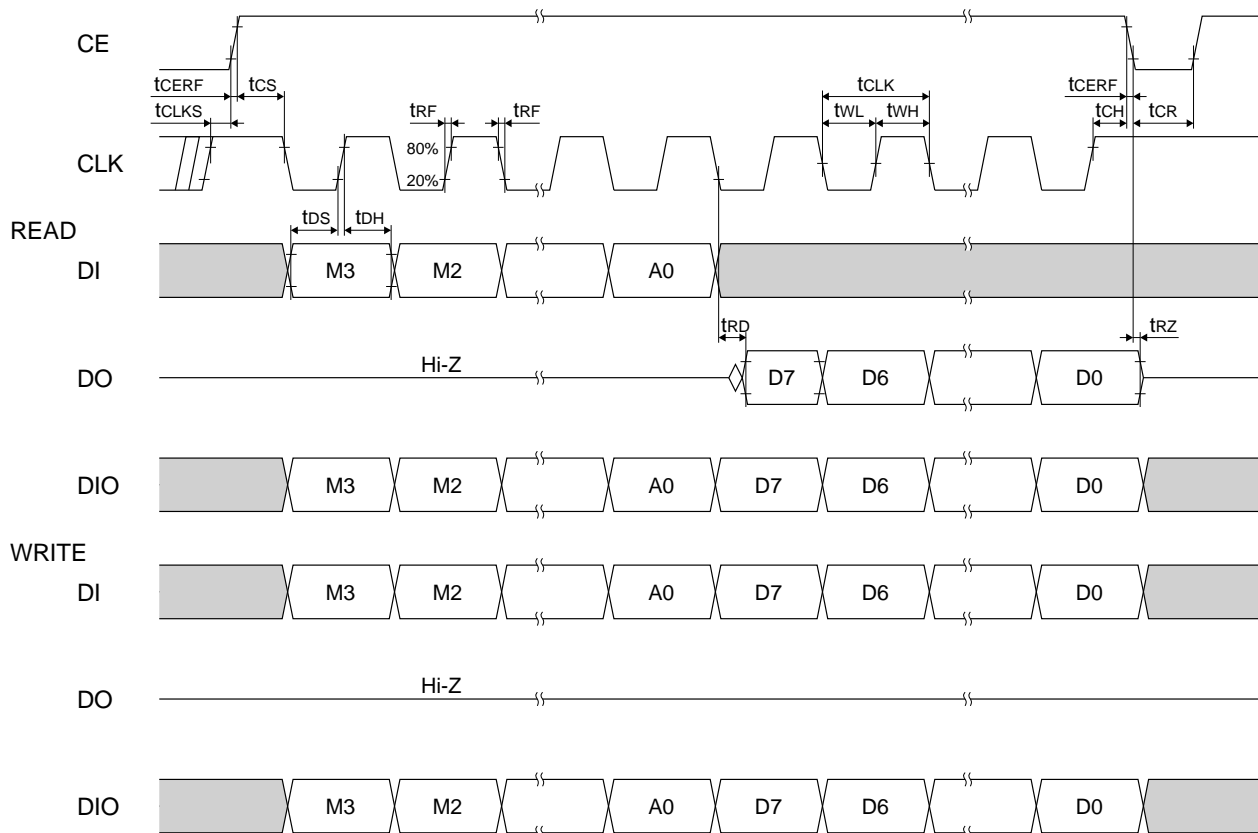 CE
tCERF tCS tCLK tCERF
tCLKS tRF tRF tWL tWH tCH tCR
CLK 80%
20%
tDS tDH
READ
DI M3 M2 A0
tRD tRZ
Hi-Z
DO D7 D6 D0
DIO M3 M2 A0 D7 D6 D0
WRITE
DI M3 M2 A0 D7 D6 D0
Hi-Z
DO
DIO M3 M2 A0 D7 D6 D0